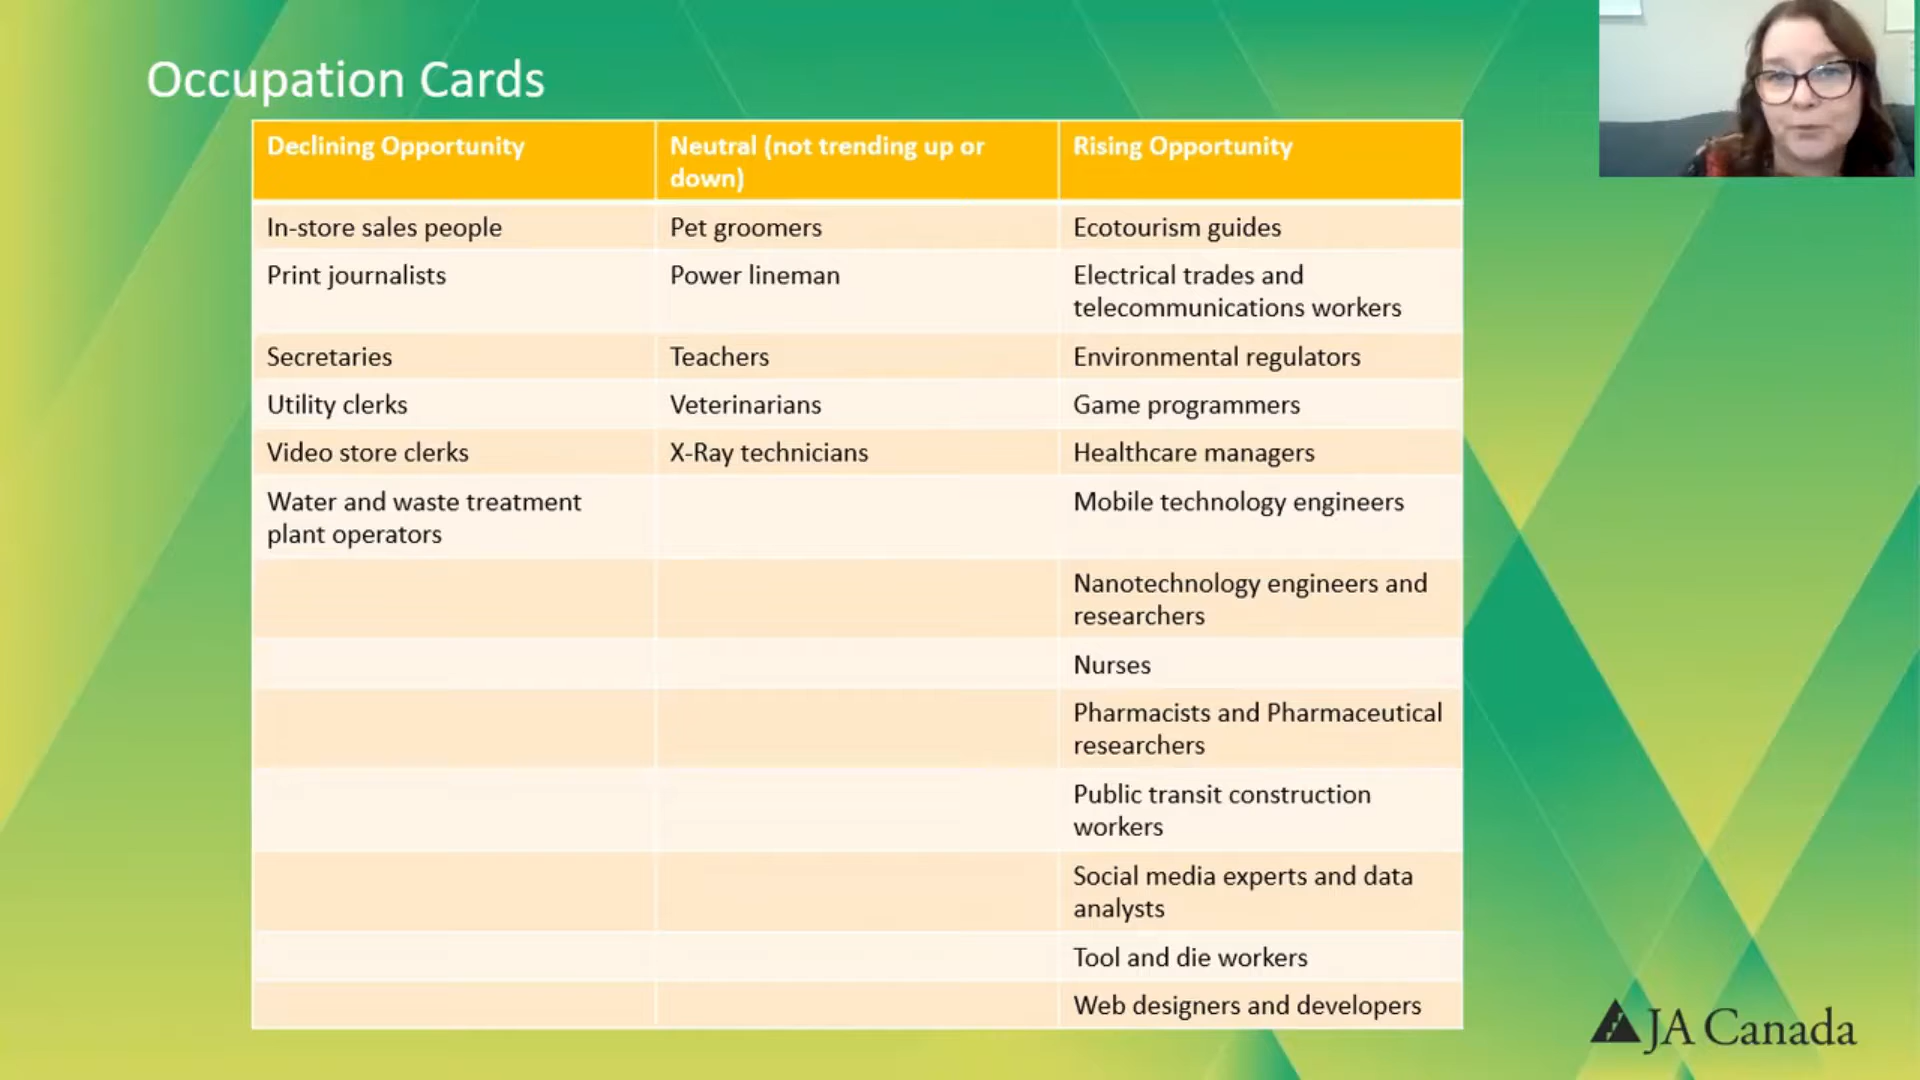 Occupation Cards
Declining Opportunity
Neutral (not trending up or
down)
Rising Opportunity
In-store sales people
Pet groomers
Ecotourism guides
Print journalists
Power lineman
Electrical trades and
telecommunications workers
Secretaries
Teachers
Environmental regulators
Utility clerks
Veterinarians
Game programmers
Video store clerks
X-Ray technicians
Healthcare managers
Water and waste treatment
plant operators
Mobile technology engineers
Nanotechnology engineers and
researchers
Nurses
Pharmacists and Pharmaceutical
researchers
Public transit construction
workers
Social media experts and data
analysts
Tool and die workers
Web designers and developers
JA Canada